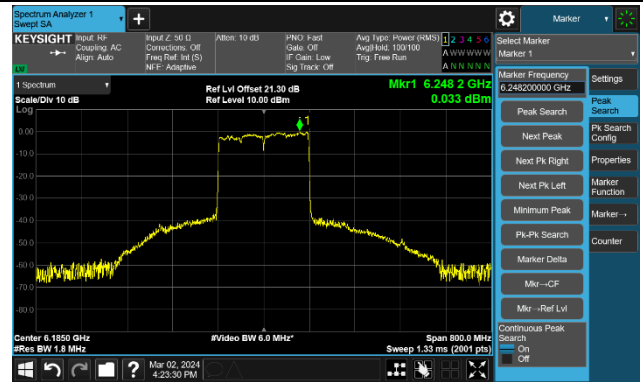 Spectrum Analyzer 1
Swept SA
+
Marker
KEYSIGHT
Input: RF
Coupling: AC
Align: Auto
Input Z: 50 Ω
Corrections: Off
Freq Ref: Int (S)
NFE: Adaptive
Atten: 10 dB
PNO: Fast
Gate: Off
IF Gain: Low
Sig Track: Off
Avg Type: Power (RMS)
Avg|Hold: 100/100
Trig: Free Run
1 2 3 4 5 6
A W W W W W
A N N N N N
Select Marker
Marker 1
LXI
1 Spectrum
Scale/Div 10 dB
Log
Ref Lvl Offset 21.30 dB
Ref Level 10.00 dBm
Mkr1 6.248 2 GHz
0.033 dBm
1
0.00
-10.0
-20.0
-30.0
-40.0
-50.0
-60.0
-70.0
-80.0
Center 6.1850 GHz
#Res BW 1.8 MHz
#Video BW 6.0 MHz*
Span 800.0 MHz
Sweep 1.33 ms (2001 pts)
Marker Frequency
6.248200000 GHz
Peak Search
Next Peak
Next Pk Right
Next Pk Left
Minimum Peak
Pk-Pk Search
Marker Delta
Mkr→CF
Mkr→Ref Lvl
Continuous Peak
Search
On
Off
Settings
Peak
Search
Pk Search
Config
Properties
Marker
Function
Marker→
Counter
?
Mar 02, 2024
4:23:30 PM